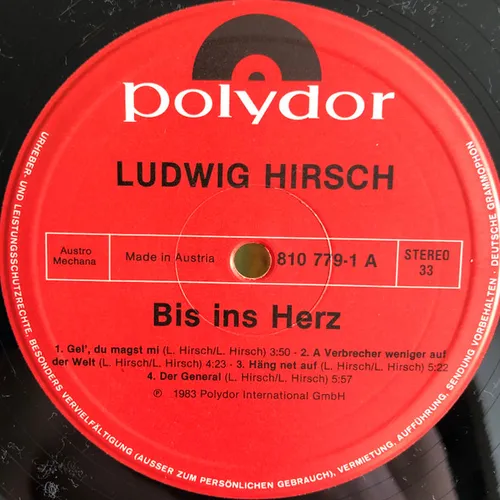 polydor
LUDWIG HIRSCH
Austro
Mechana
Made in Austria
810 779-1 A
STEREO
33
Bis ins Herz
1. Gel', du magst mi (L. Hirsch/L. Hirsch) 3:50 · 2. A Verbrecher weniger auf
der Welt (L. Hirsch/L. Hirsch) 4:23 · 3. Häng net auf (L. Hirsch/L. Hirsch) 5:22
4. Der General (L. Hirsch/L. Hirsch) 5:57
℗ 1983 Polydor International GmbH
URHEBER- UND LEISTUNGSSCHUTZRECHTE, BESONDERS VERVIELFÄLTIGUNG (AUSSER ZUM PERSÖNLICHEN GEBRAUCH), VERMIETUNG, AUFFÜHRUNG, SENDUNG VORBEHALTEN · DEUTSCHE GRAMMOPHON